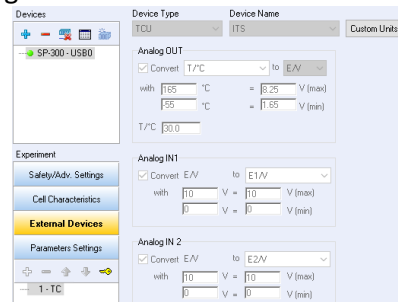 Devices
SP-300 - USB0
Device Type Device Name
TCU ITS Custom Units
Analog OUT
Convert T/°C to E/V
with 165 °C = 8.25 V (max)
-55 °C = 1.65 V (min)
T/°C 30.0
Experiment
Safety/Adv. Settings
Cell Characteristics
External Devices
Parameters Settings
1 - TC
Analog IN1
Convert E/V to E1/V
with 10 V = 10 V (max)
0 V = 0 V (min)
Analog IN 2
Convert E/V to E2/V
with 10 V = 10 V (max)
0 V = 0 V (min)